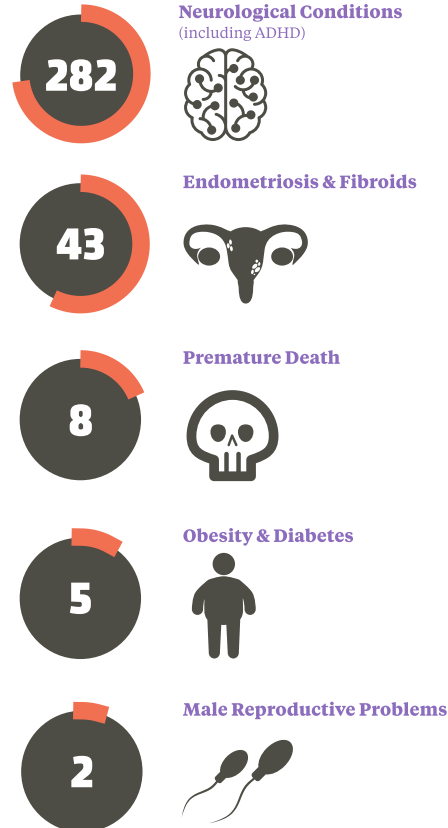 Neurological Conditions
(including ADHD)
282
Endometriosis & Fibroids
43
Premature Death
8
Obesity & Diabetes
5
Male Reproductive Problems
2